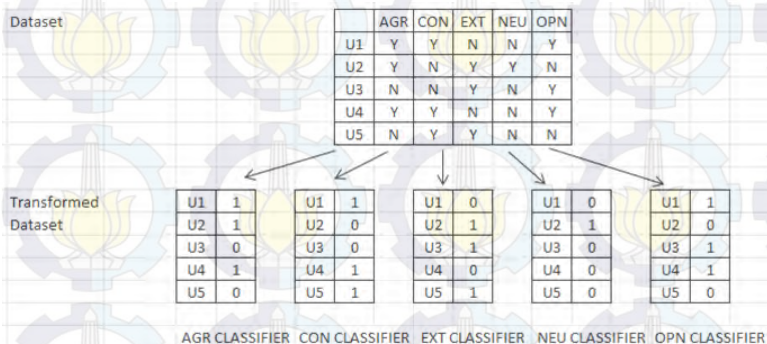 Dataset
AGR CON EXT NEU OPN
U1 Y Y N N Y
U2 Y N Y Y N
U3 N N Y N Y
U4 Y Y N N Y
U5 N Y Y N N
Transformed
Dataset
U1 1 U1 1 U1 0 U1 0 U1 1
U2 1 U2 0 U2 1 U2 1 U2 0
U3 0 U3 0 U3 1 U3 0 U3 1
U4 1 U4 1 U4 0 U4 0 U4 1
U5 0 U5 1 U5 1 U5 0 U5 0
AGR CLASSIFIER CON CLASSIFIER EXT CLASSIFIER NEU CLASSIFIER OPN CLASSIFIER